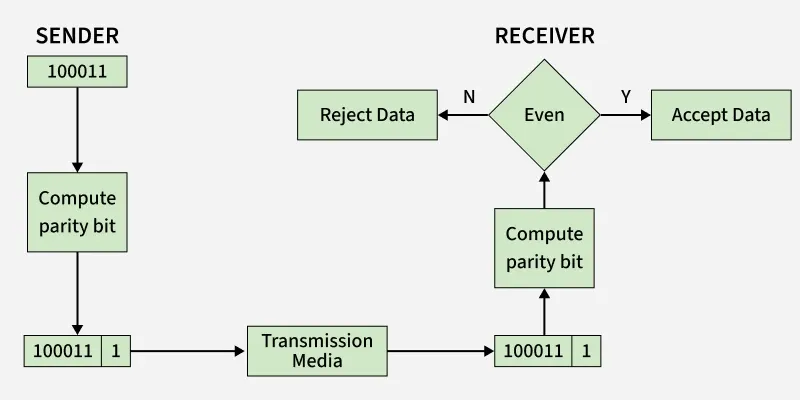 SENDER
100011
Compute
parity bit
100011 1
Transmission
Media
RECEIVER
Reject Data
N
Even
Y
Accept Data
Compute
parity bit
100011 1